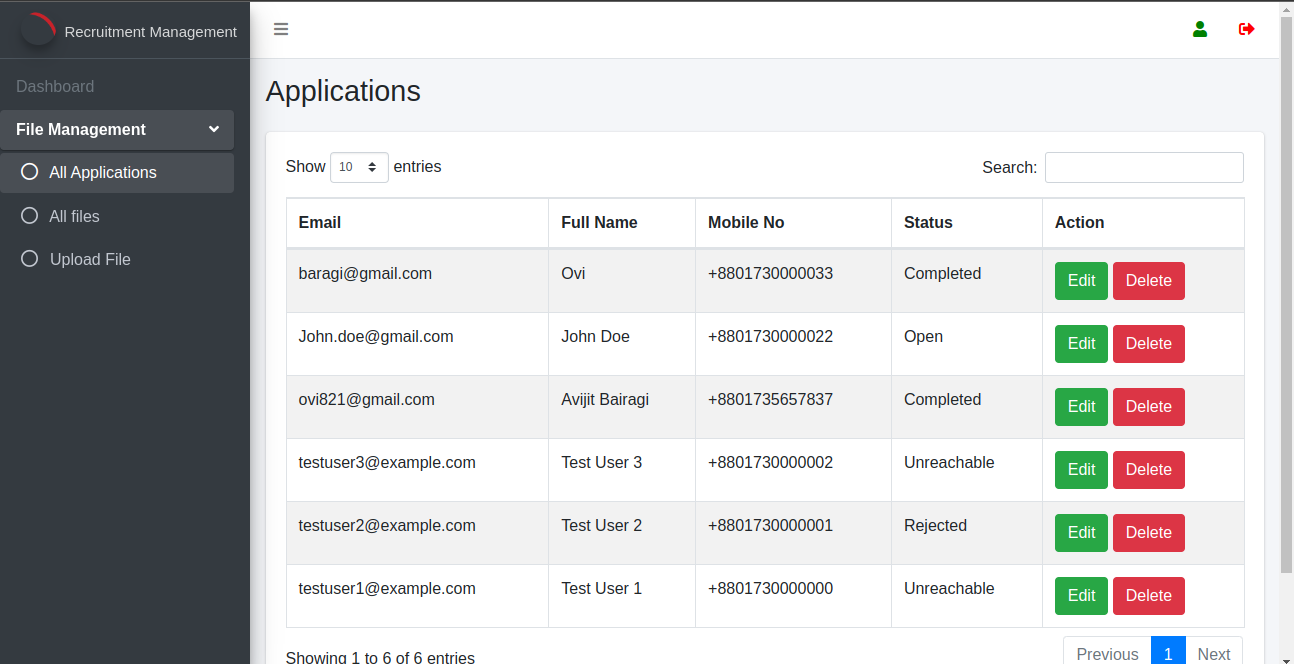 Recruitment Management
Dashboard
File Management
All Applications
All files
Upload File
Applications
Show 10 entries Search:
Email Full Name Mobile No Status Action
baragi@gmail.com Ovi +8801730000033 Completed Edit Delete
John.doe@gmail.com John Doe +8801730000022 Open Edit Delete
ovi821@gmail.com Avijit Bairagi +8801735657837 Completed Edit Delete
testuser3@example.com Test User 3 +8801730000002 Unreachable Edit Delete
testuser2@example.com Test User 2 +8801730000001 Rejected Edit Delete
testuser1@example.com Test User 1 +8801730000000 Unreachable Edit Delete
Showing 1 to 6 of 6 entries Previous 1 Next